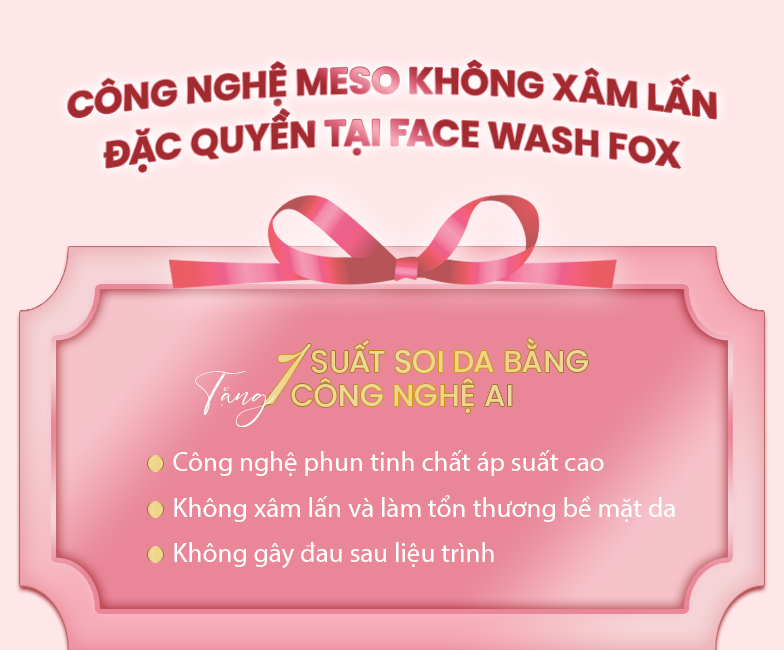 CÔNG NGHỆ MESO KHÔNG XÂM LẤN
ĐẶC QUYỀN TẠI FACE WASH FOX
Tặng 1 SUẤT SOI DA BẰNG
CÔNG NGHỆ AI
Công nghệ phun tinh chất áp suất cao
Không xâm lấn và làm tổn thương bề mặt da
Không gây đau sau liệu trình